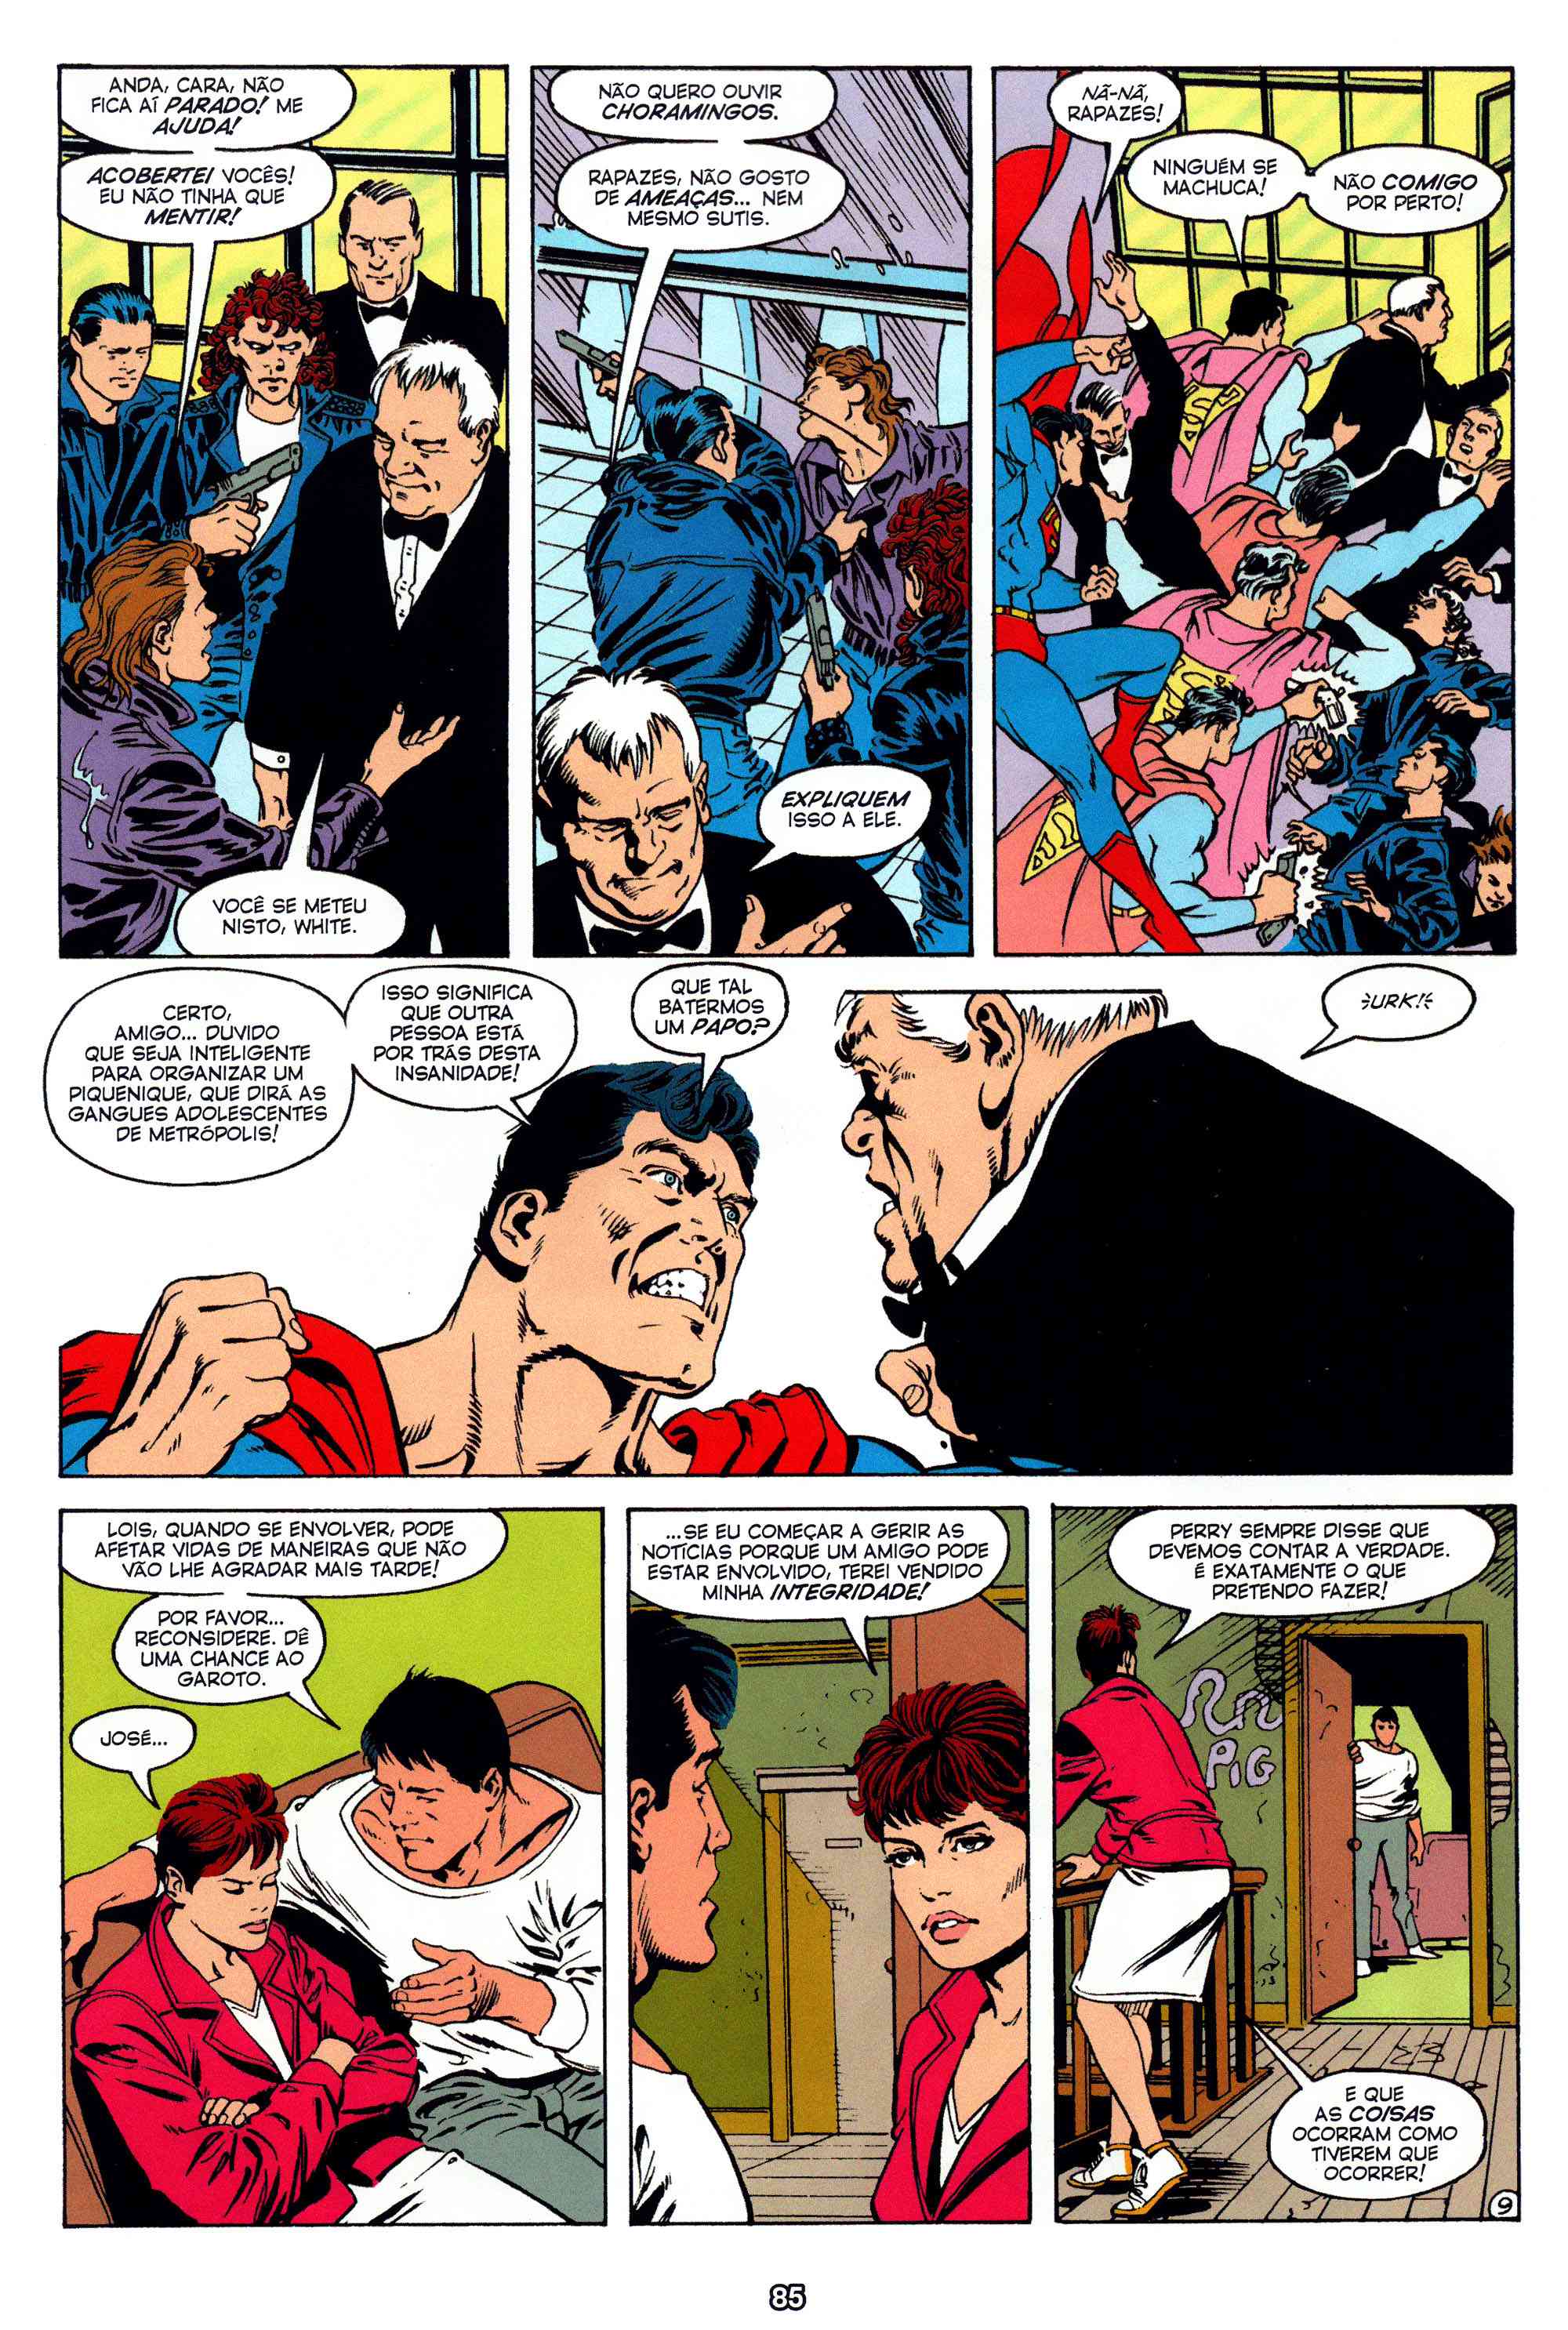 ANDA, CARA, NÃO
FICA AÍ PARADO! ME
AJUDA!
ACOBERTEI VOCÊS!
EU NÃO TINHA QUE
MENTIR!
VOCÊ SE METEU
NISTO, WHITE.
NÃO QUERO OUVIR
CHORAMINGOS.
RAPAZES, NÃO GOSTO
DE AMEAÇAS... NEM
MESMO SUTIS.
EXPLIQUEM
ISSO A ELE.
NÃ-NÃ,
RAPAZES!
NINGUÉM SE
MACHUCA!
NÃO COMIGO
POR PERTO!
CERTO,
AMIGO... DUVIDO
QUE SEJA INTELIGENTE
PARA ORGANIZAR UM
PIQUENIQUE, QUE DIRÁ AS
GANGUES ADOLESCENTES
DE METRÓPOLIS!
ISSO SIGNIFICA
QUE OUTRA
PESSOA ESTÁ
POR TRÁS DESTA
INSANIDADE!
QUE TAL
BATERMOS
UM PAPO?
URK!
LOIS, QUANDO SE ENVOLVER, PODE
AFETAR VIDAS DE MANEIRAS QUE NÃO
VÃO LHE AGRADAR MAIS TARDE!
POR FAVOR...
RECONSIDERE. DÊ
UMA CHANCE AO
GAROTO.
JOSÉ...
...SE EU COMEÇAR A GERIR AS
NOTÍCIAS PORQUE UM AMIGO PODE
ESTAR ENVOLVIDO, TEREI VENDIDO
MINHA INTEGRIDADE!
PERRY SEMPRE DISSE QUE
DEVEMOS CONTAR A VERDADE.
É EXATAMENTE O QUE
PRETENDO FAZER!
PIG
E QUE
AS COISAS
OCORRAM COMO
TIVEREM QUE
OCORRER!
9
85